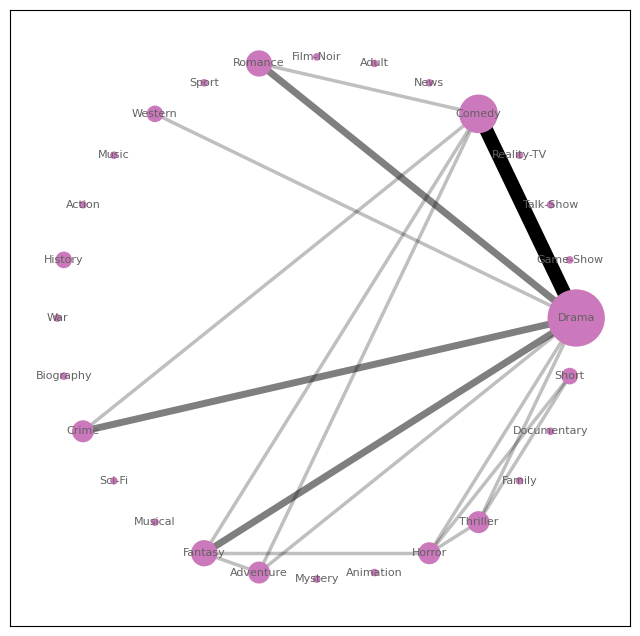 Film-Noir
Romance
Adult
Sport
News
Western
Comedy
Music
Reality-TV
Action
Talk-Show
History
Game-Show
War
Drama
Biography
Short
Crime
Documentary
Sci-Fi
Family
Musical
Thriller
Fantasy
Horror
Adventure
Mystery
Animation